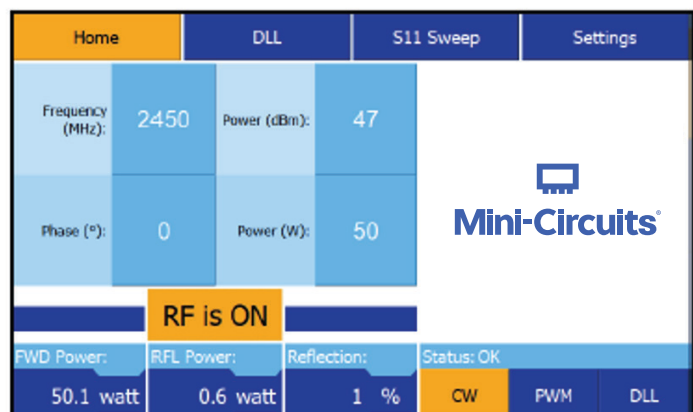 Home DLL S11 Sweep Settings
Frequency (MHz): 2450 Power (dBm): 47
Phase (º): 0 Power (W): 50
Mini-Circuits®
RF is ON
FWD Power: RFL Power: Reflection: Status: OK
50.1 watt 0.6 watt 1 % CW PWM DLL